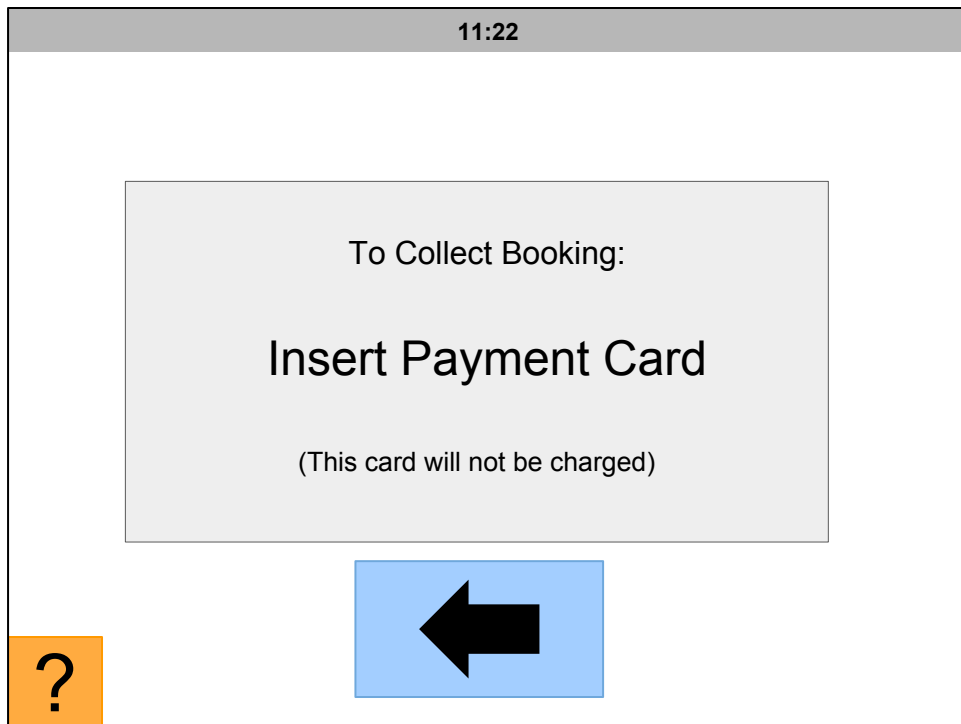 11:22
To Collect Booking:
Insert Payment Card
(This card will not be charged)
?